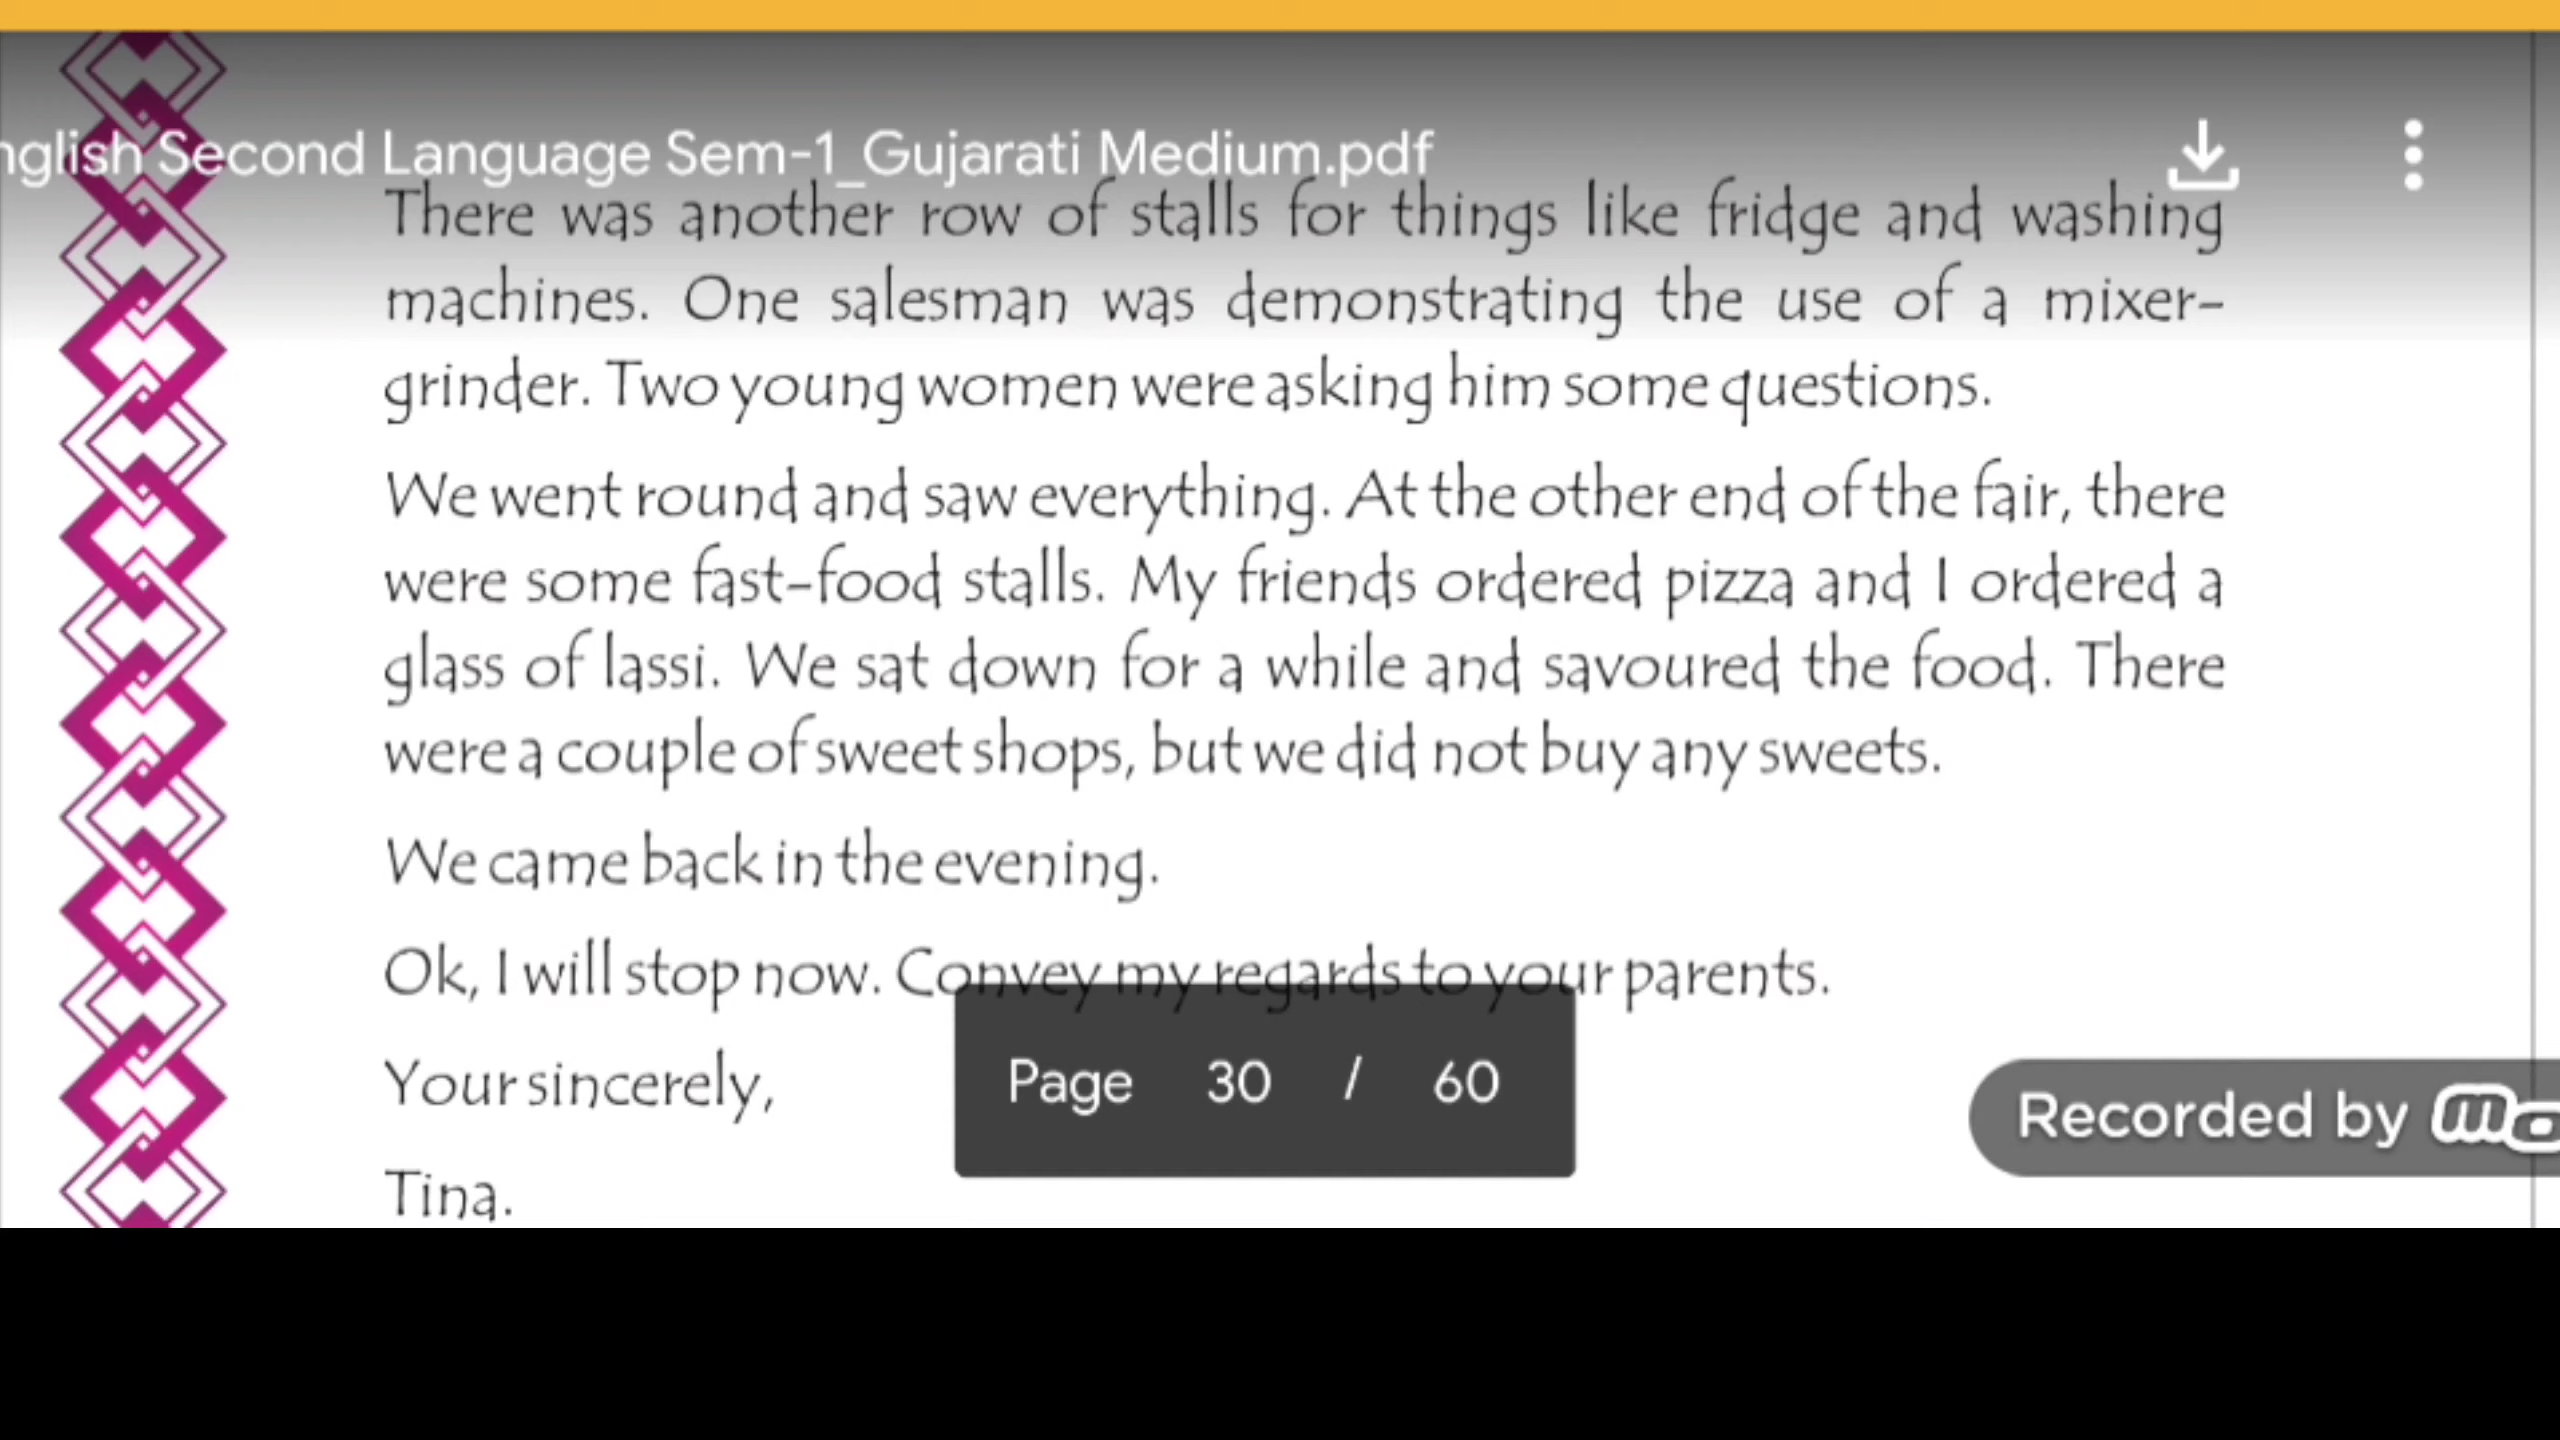 nglish Second Language Sem-1_Gujarati Medium.pdf
There was another row of stalls for things like fridge and washing
machines. One salesman was demonstrating the use of a mixer-
grinder. Two young women were asking him some questions.
We went round and saw everything. At the other end of the fair, there
were some fast-food stalls. My friends ordered pizza and I ordered a
glass of lassi. We sat down for a while and savoured the food. There
were a couple of sweet shops, but we did not buy any sweets.
We came back in the evening.
Ok, I will stop now. Convey my regards to your parents.
Your sincerely,
Page 30 / 60
Recorded by
Tina.